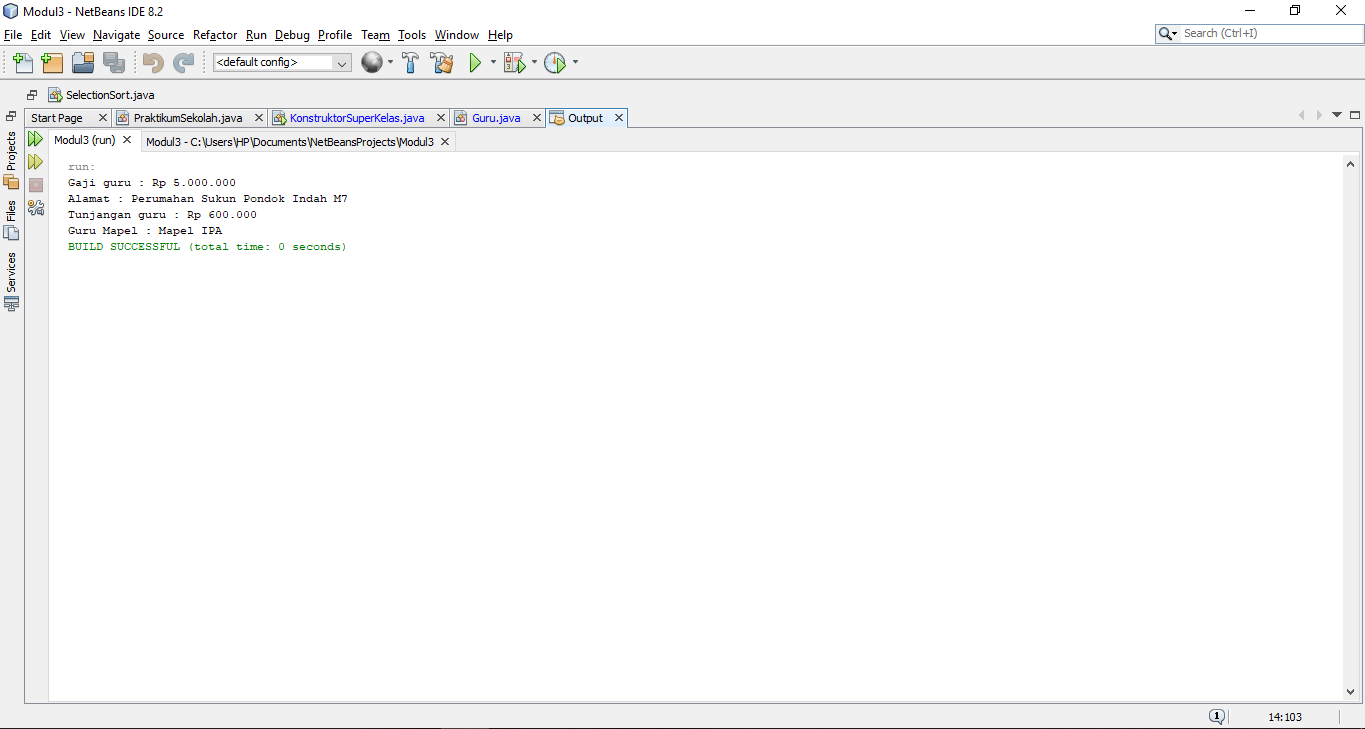 Modul3 - NetBeans IDE 8.2
File Edit View Navigate Source Refactor Run Debug Profile Team Tools Window Help
Search (Ctrl+I)
<default config>
SelectionSort.java
Start Page PraktikumSekolah.java KonstruktorSuperKelas.java Guru.java Output
Modul3 (run) Modul3 - C:\Users\HP\Documents\NetBeansProjects\Modul3
Projects
Files
Services
run:
Gaji guru : Rp 5.000.000
Alamat : Perumahan Sukun Pondok Indah M7
Tunjangan guru : Rp 600.000
Guru Mapel : Mapel IPA
BUILD SUCCESSFUL (total time: 0 seconds)
1
14:103